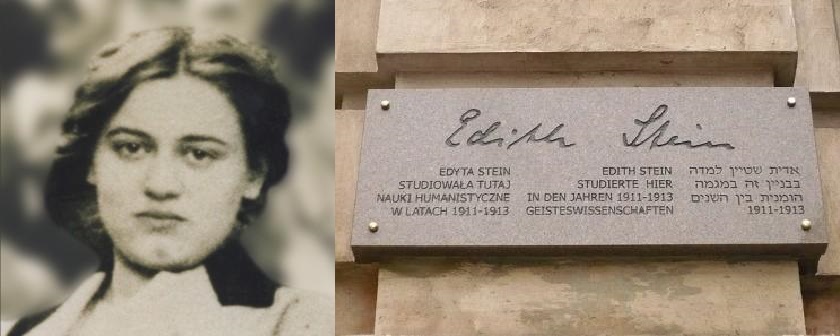 Edith Stein
EDYTA STEIN
STUDIOWAŁA TUTAJ
NAUKI HUMANISTYCZNE
W LATACH 1911-1913
EDITH STEIN
STUDIERTE HIER
IN DEN JAHREN 1911-1913
GEISTESWISSENSCHAFTEN
אדית שטיין למדה
בבניין זה במגמה
הומנית בין השנים
1911-1913